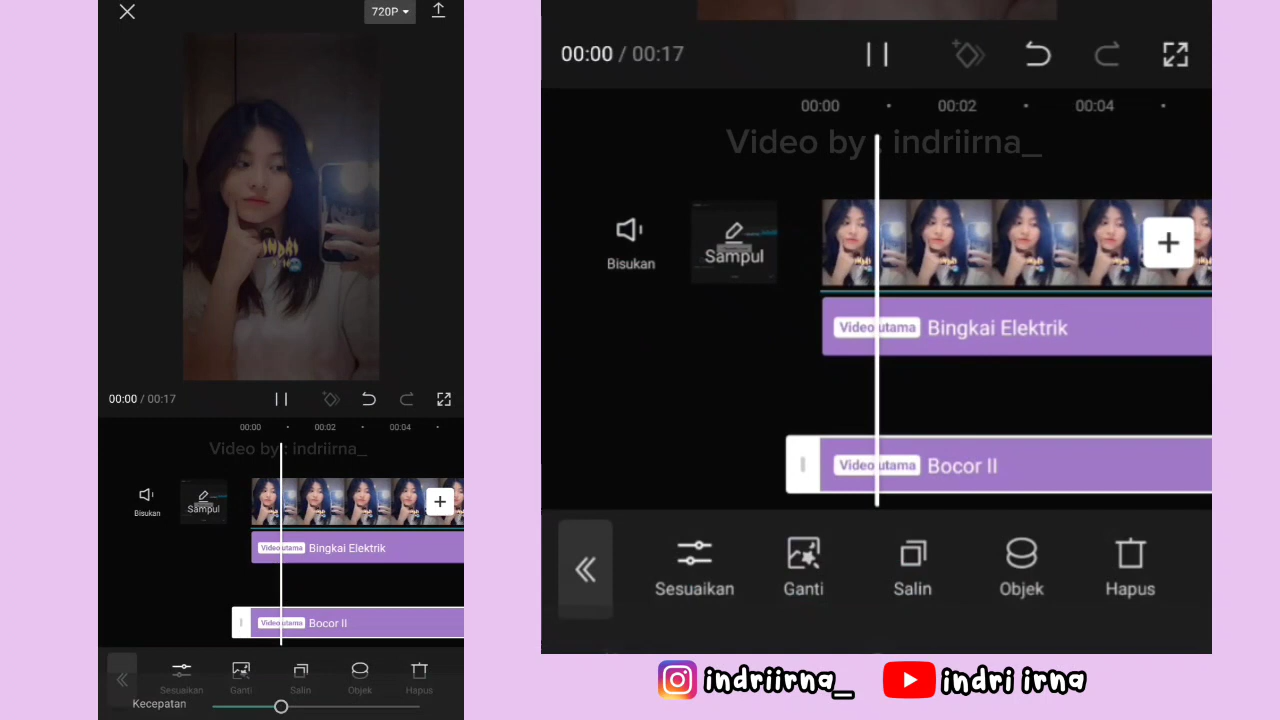 720P
INDRI
00:00 / 00:17
00:00
00:02
00:04
Video by : indriirna_
Bisukan
Sampul
Video utama Bingkai Elektrik
Video utama Bocor II
Sesuaikan
Ganti
Salin
Objek
Hapus
Kecepatan
00:00 / 00:17
00:00
00:02
00:04
Video by : indriirna_
Bisukan
Sampul
Video utama Bingkai Elektrik
Video utama Bocor II
Sesuaikan
Ganti
Salin
Objek
Hapus
indriirna_
indri irna